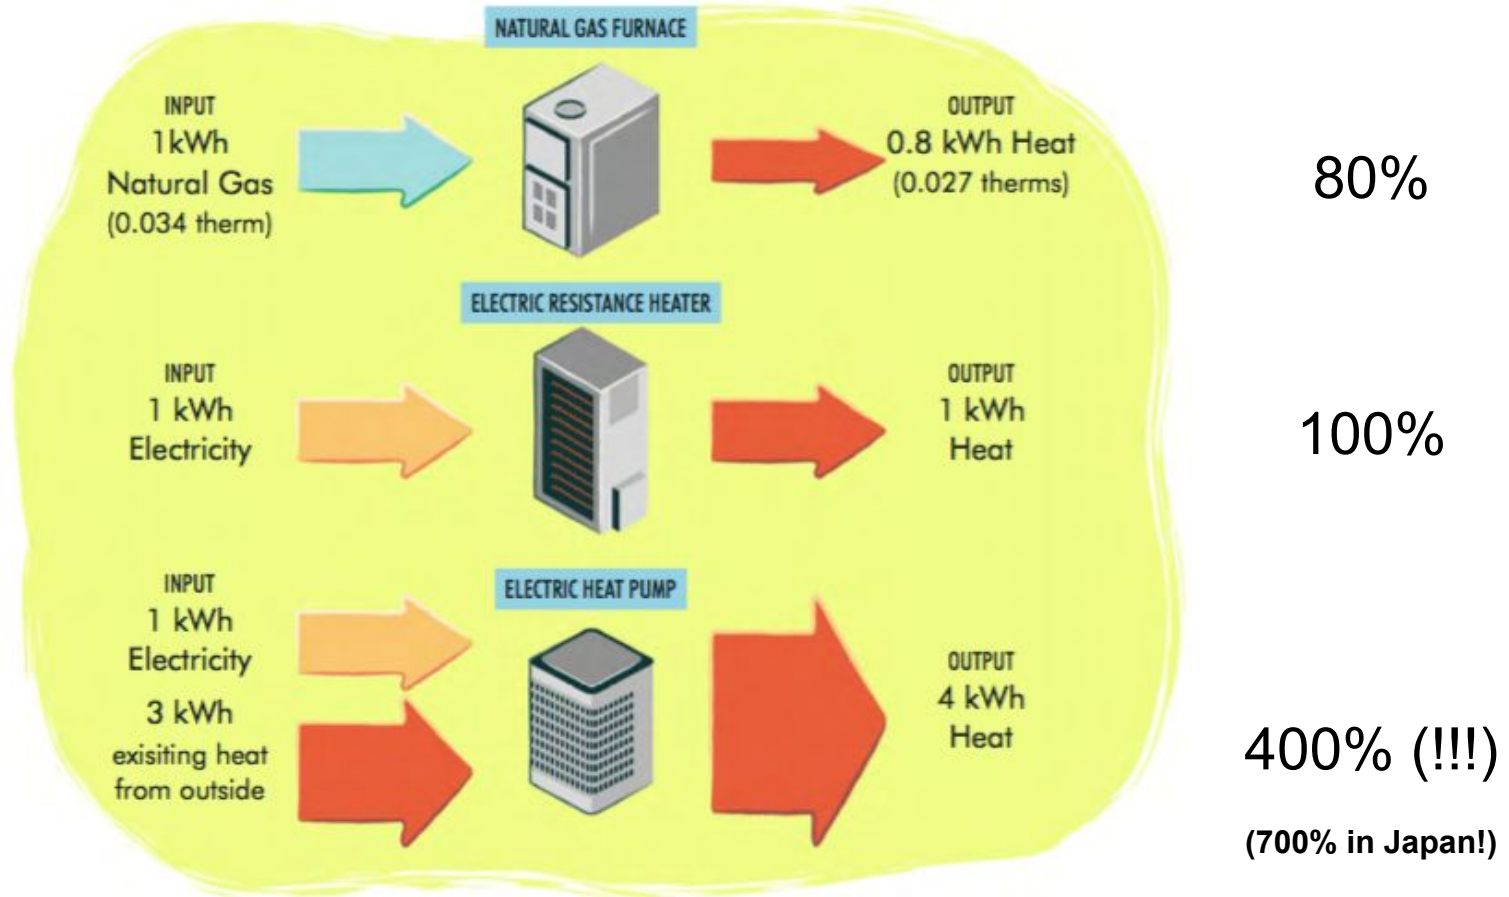 NATURAL GAS FURNACE
INPUT
1kWh
Natural Gas
(0.034 therm)
OUTPUT
0.8 kWh Heat
(0.027 therms)
80%
ELECTRIC RESISTANCE HEATER
INPUT
1 kWh
Electricity
OUTPUT
1 kWh
Heat
100%
ELECTRIC HEAT PUMP
INPUT
1 kWh
Electricity
3 kWh
exisiting heat
from outside
OUTPUT
4 kWh
Heat
400% (!!!)
(700% in Japan!)